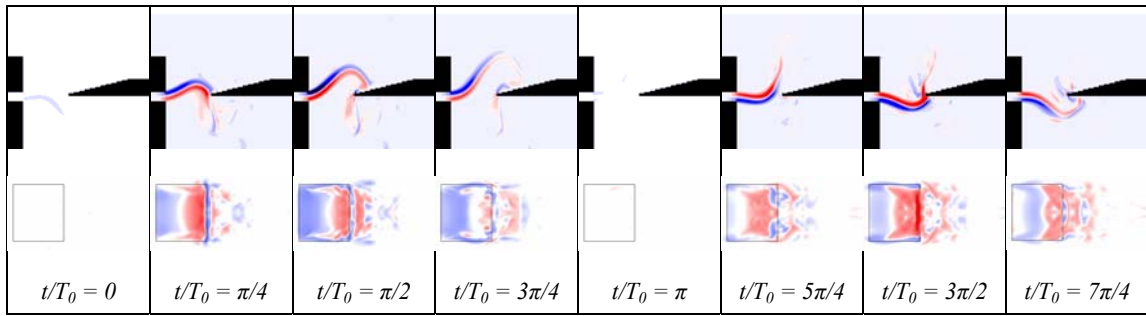 t/T₀ = 0
t/T₀ = π/4
t/T₀ = π/2
t/T₀ = 3π/4
t/T₀ = π
t/T₀ = 5π/4
t/T₀ = 3π/2
t/T₀ = 7π/4